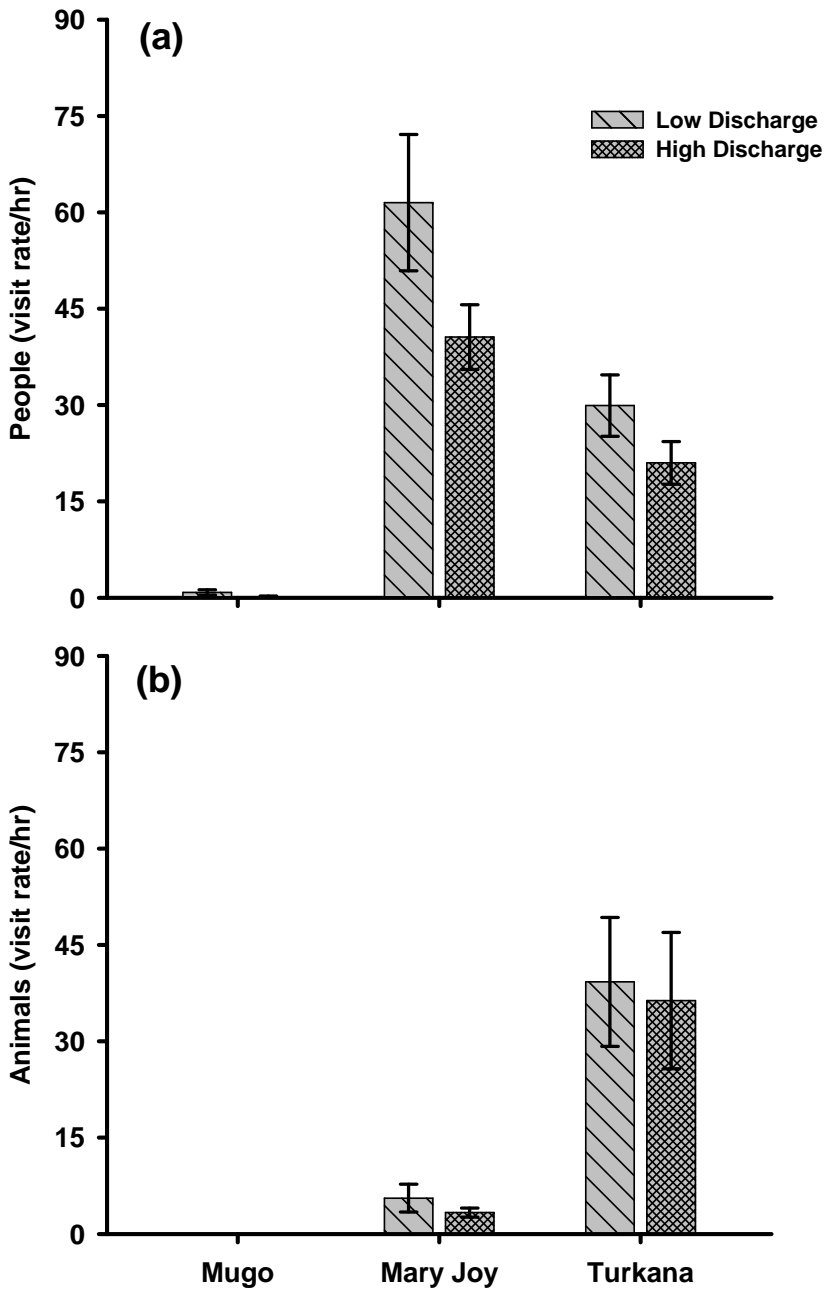 (a)
90
75
60
45
30
15
0
People (visit rate/hr)
Low Discharge
High Discharge
(b)
90
75
60
45
30
15
0
Animals (visit rate/hr)
Mugo
Mary Joy
Turkana